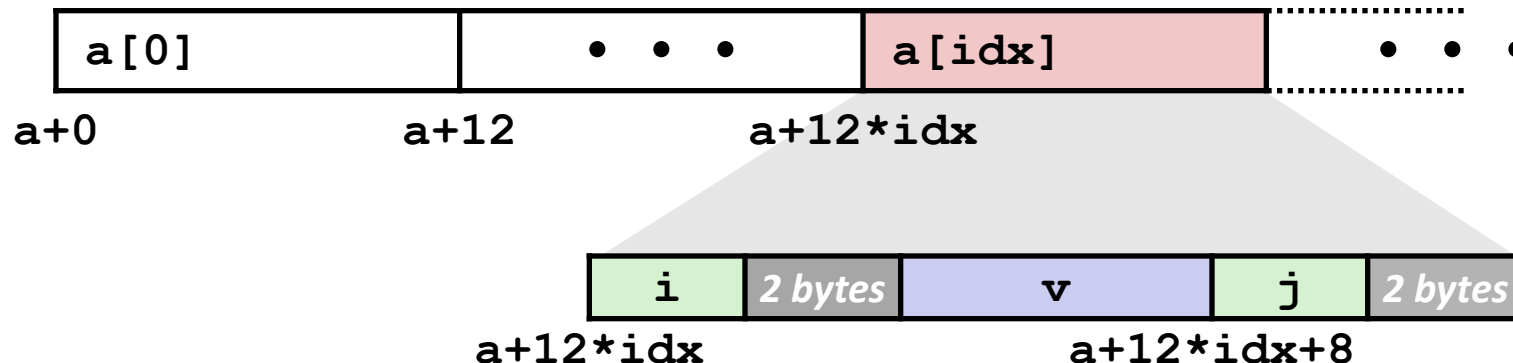 a[0] • • • a[idx] • • •
a+0 a+12 a+12*idx
i 2 bytes v j 2 bytes
a+12*idx a+12*idx+8